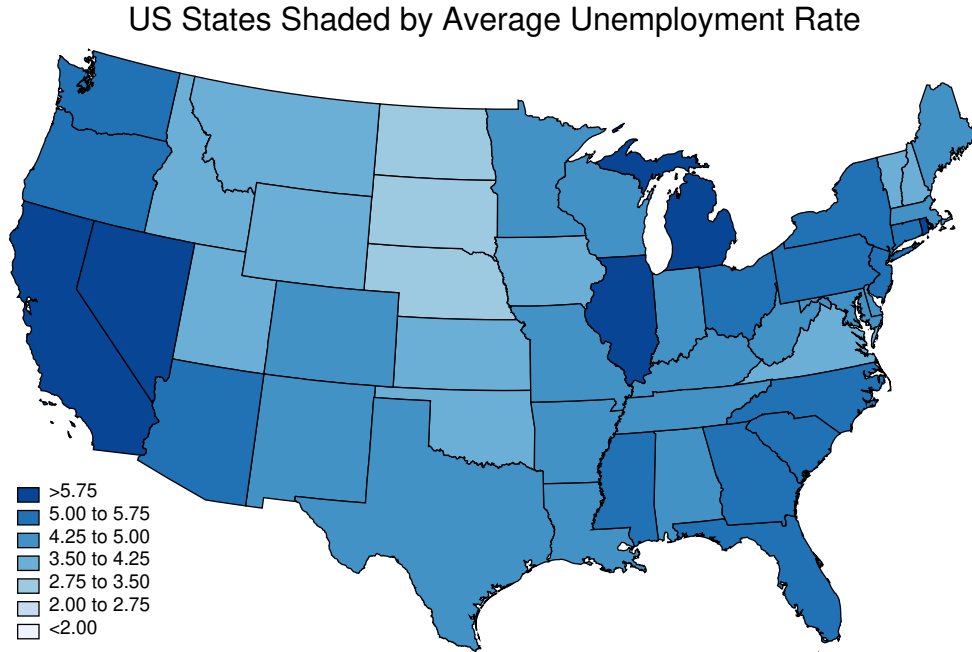 US States Shaded by Average Unemployment Rate
>5.75
5.00 to 5.75
4.25 to 5.00
3.50 to 4.25
2.75 to 3.50
2.00 to 2.75
<2.00